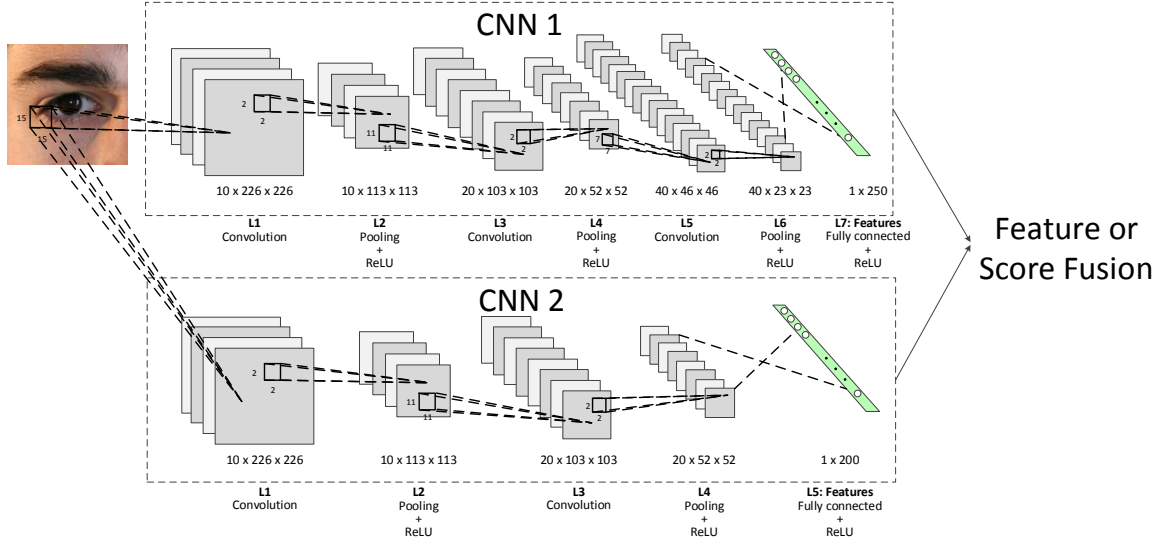 CNN 1
15
15
2
2
11
11
2
2
7
7
2
2
10 x 226 x 226
10 x 113 x 113
20 x 103 x 103
20 x 52 x 52
40 x 46 x 46
40 x 23 x 23
1 x 250
L1
Convolution
L2
Pooling
+
ReLU
L3
Convolution
L4
Pooling
+
ReLU
L5
Convolution
L6
Pooling
+
ReLU
L7: Features
Fully connected
+
ReLU
Feature or
Score Fusion
CNN 2
2
2
11
11
2
2
10 x 226 x 226
10 x 113 x 113
20 x 103 x 103
20 x 52 x 52
1 x 200
L1
Convolution
L2
Pooling
+
ReLU
L3
Convolution
L4
Pooling
+
ReLU
L5: Features
Fully connected
+
ReLU